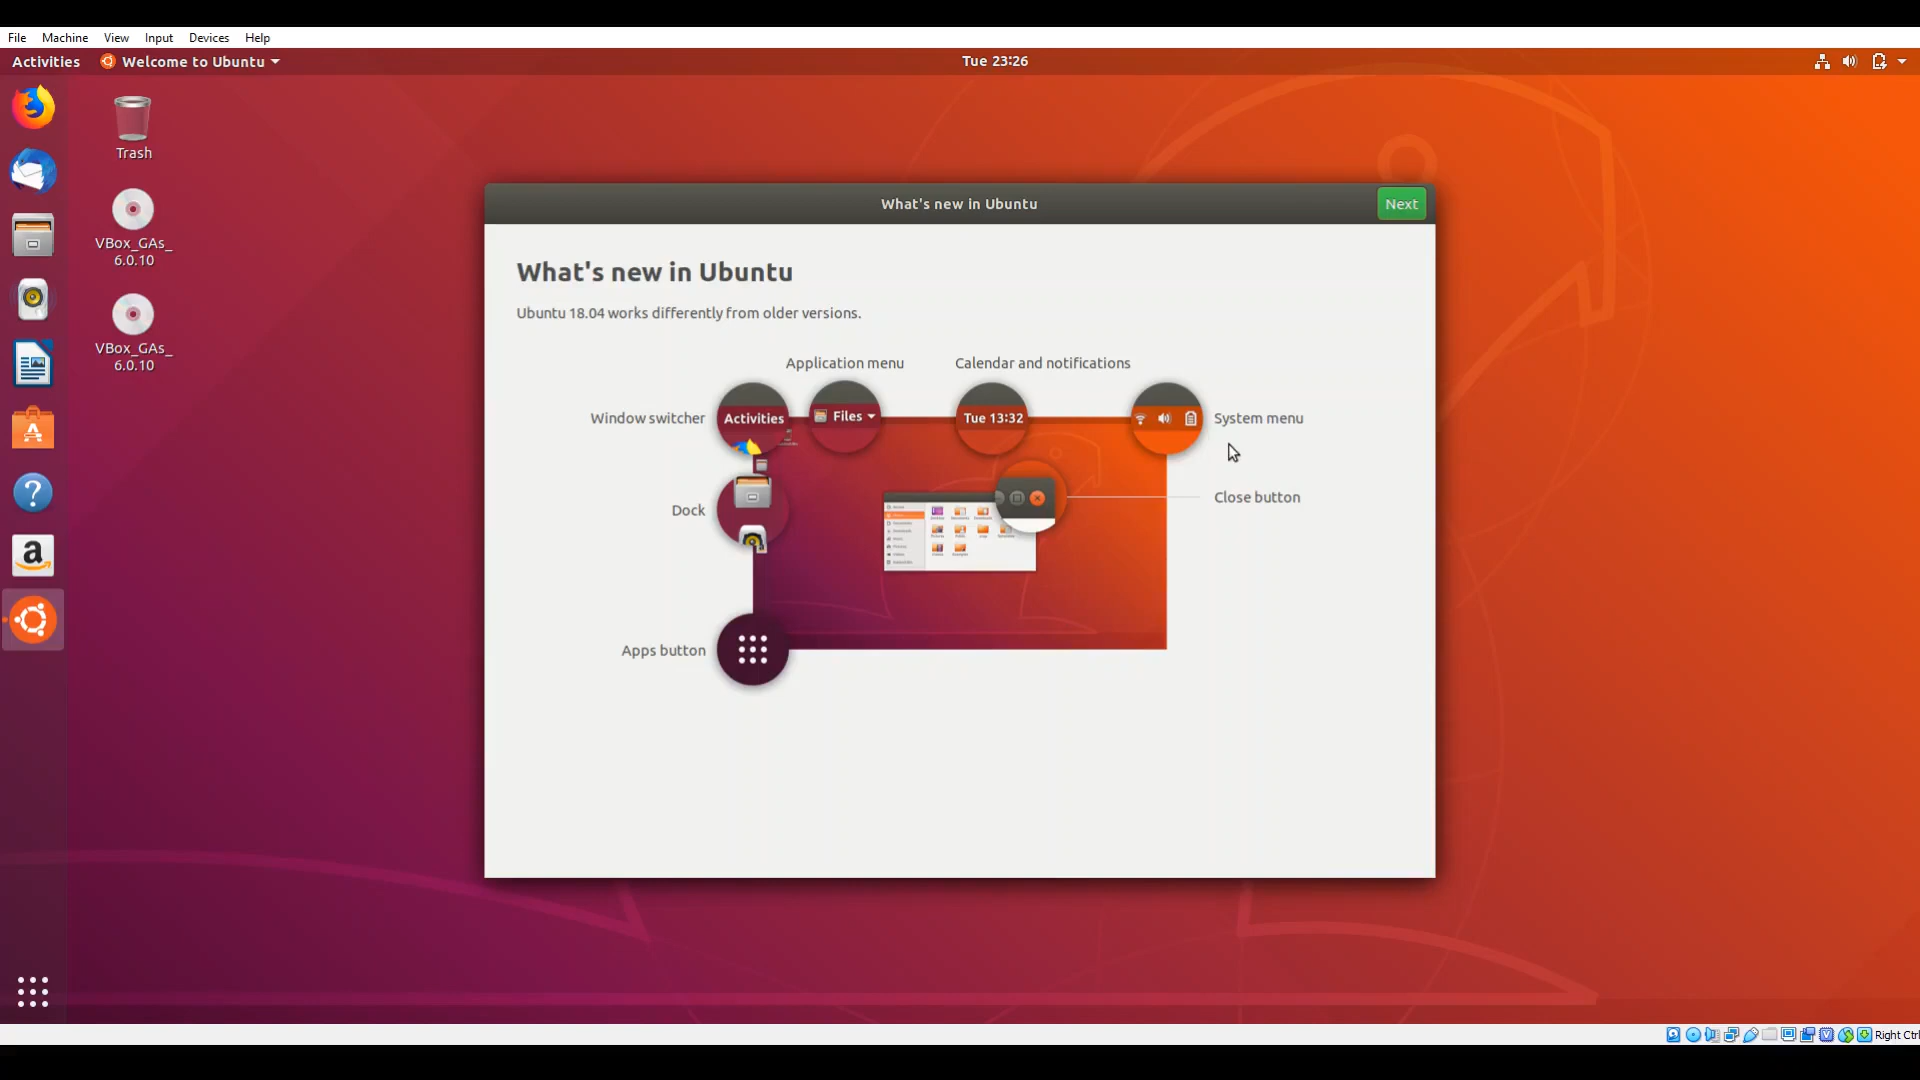 File Machine View Input Devices Help
Activities Welcome to Ubuntu Tue 23:26
Trash
VBox_GAs_
6.0.10
VBox_GAs_
6.0.10
What's new in Ubuntu Next
What's new in Ubuntu
Ubuntu 18.04 works differently from older versions.
Application menu Calendar and notifications
Window switcher Activities Files Tue 13:32 System menu
Close button
Dock
Apps button
Right Ctrl